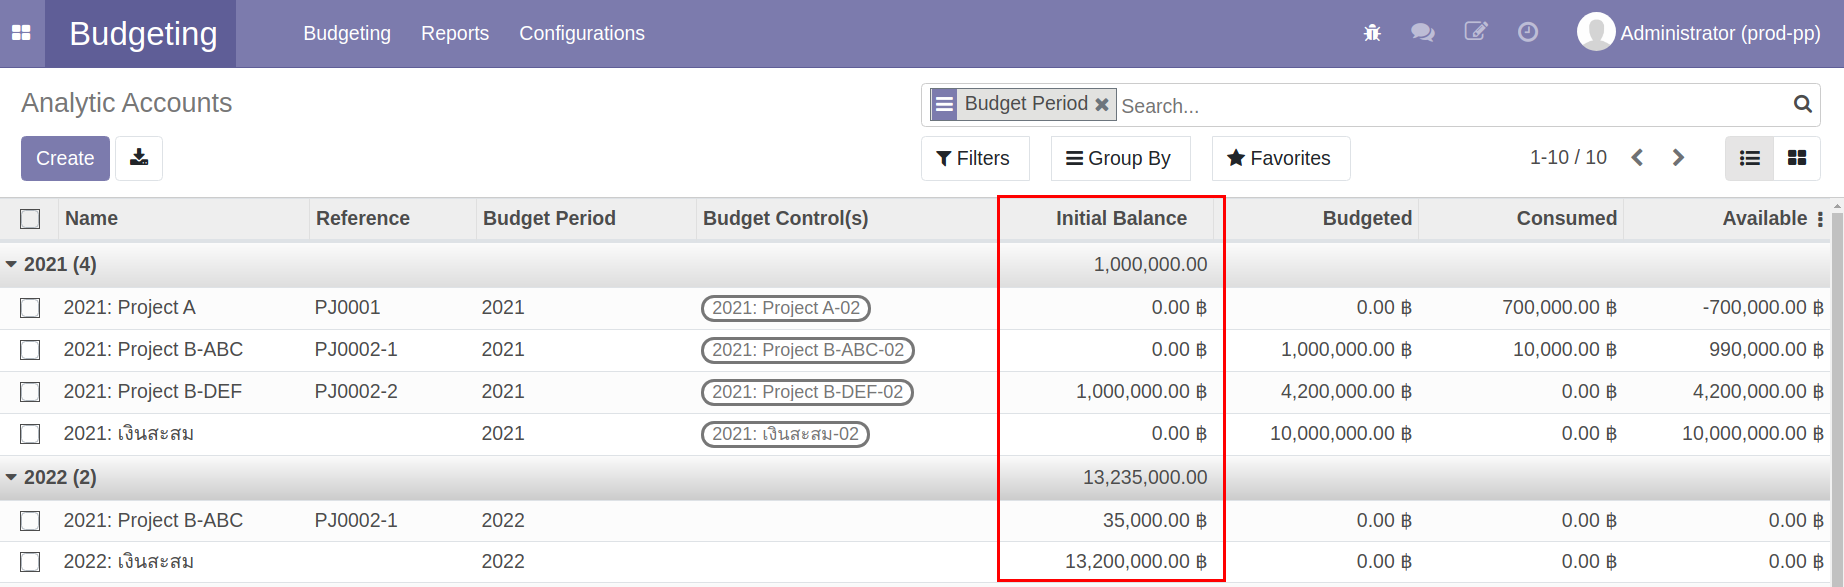 Budgeting Budgeting Reports Configurations Administrator (prod-pp)
Analytic Accounts Budget Period Search...
Create Filters Group By Favorites 1-10 / 10
Name Reference Budget Period Budget Control(s) Initial Balance Budgeted Consumed Available
2021 (4) 1,000,000.00
2021: Project A PJ0001 2021 2021: Project A-02 0.00 ฿ 0.00 ฿ 700,000.00 ฿ -700,000.00 ฿
2021: Project B-ABC PJ0002-1 2021 2021: Project B-ABC-02 0.00 ฿ 1,000,000.00 ฿ 10,000.00 ฿ 990,000.00 ฿
2021: Project B-DEF PJ0002-2 2021 2021: Project B-DEF-02 1,000,000.00 ฿ 4,200,000.00 ฿ 0.00 ฿ 4,200,000.00 ฿
2021: เงินสะสม 2021 2021: เงินสะสม-02 0.00 ฿ 10,000,000.00 ฿ 0.00 ฿ 10,000,000.00 ฿
2022 (2) 13,235,000.00
2021: Project B-ABC PJ0002-1 2022 35,000.00 ฿ 0.00 ฿ 0.00 ฿ 0.00 ฿
2022: เงินสะสม 2022 13,200,000.00 ฿ 0.00 ฿ 0.00 ฿ 0.00 ฿